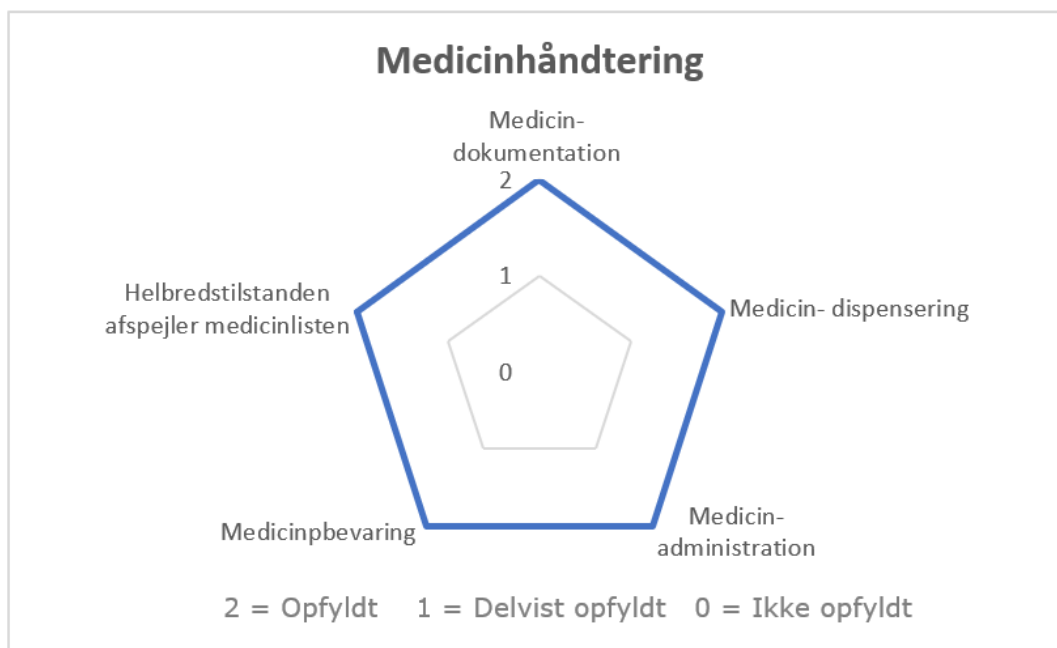 Medicinhåndtering
Medicin-
dokumentation
2
1
0
Medicin- dispensering
Medicin-
administration
Medicinpbevaring
Helbredstilstanden
afspejler medicinlisten
2 = Opfyldt 1 = Delvist opfyldt 0 = Ikke opfyldt